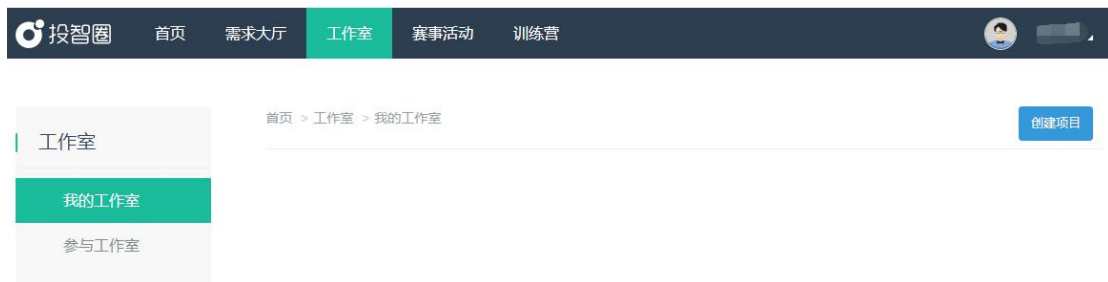 投智圈 首页 需求大厅 工作室 赛事活动 训练营
工作室
我的工作室
参与工作室
首页 > 工作室 > 我的工作室
创建项目